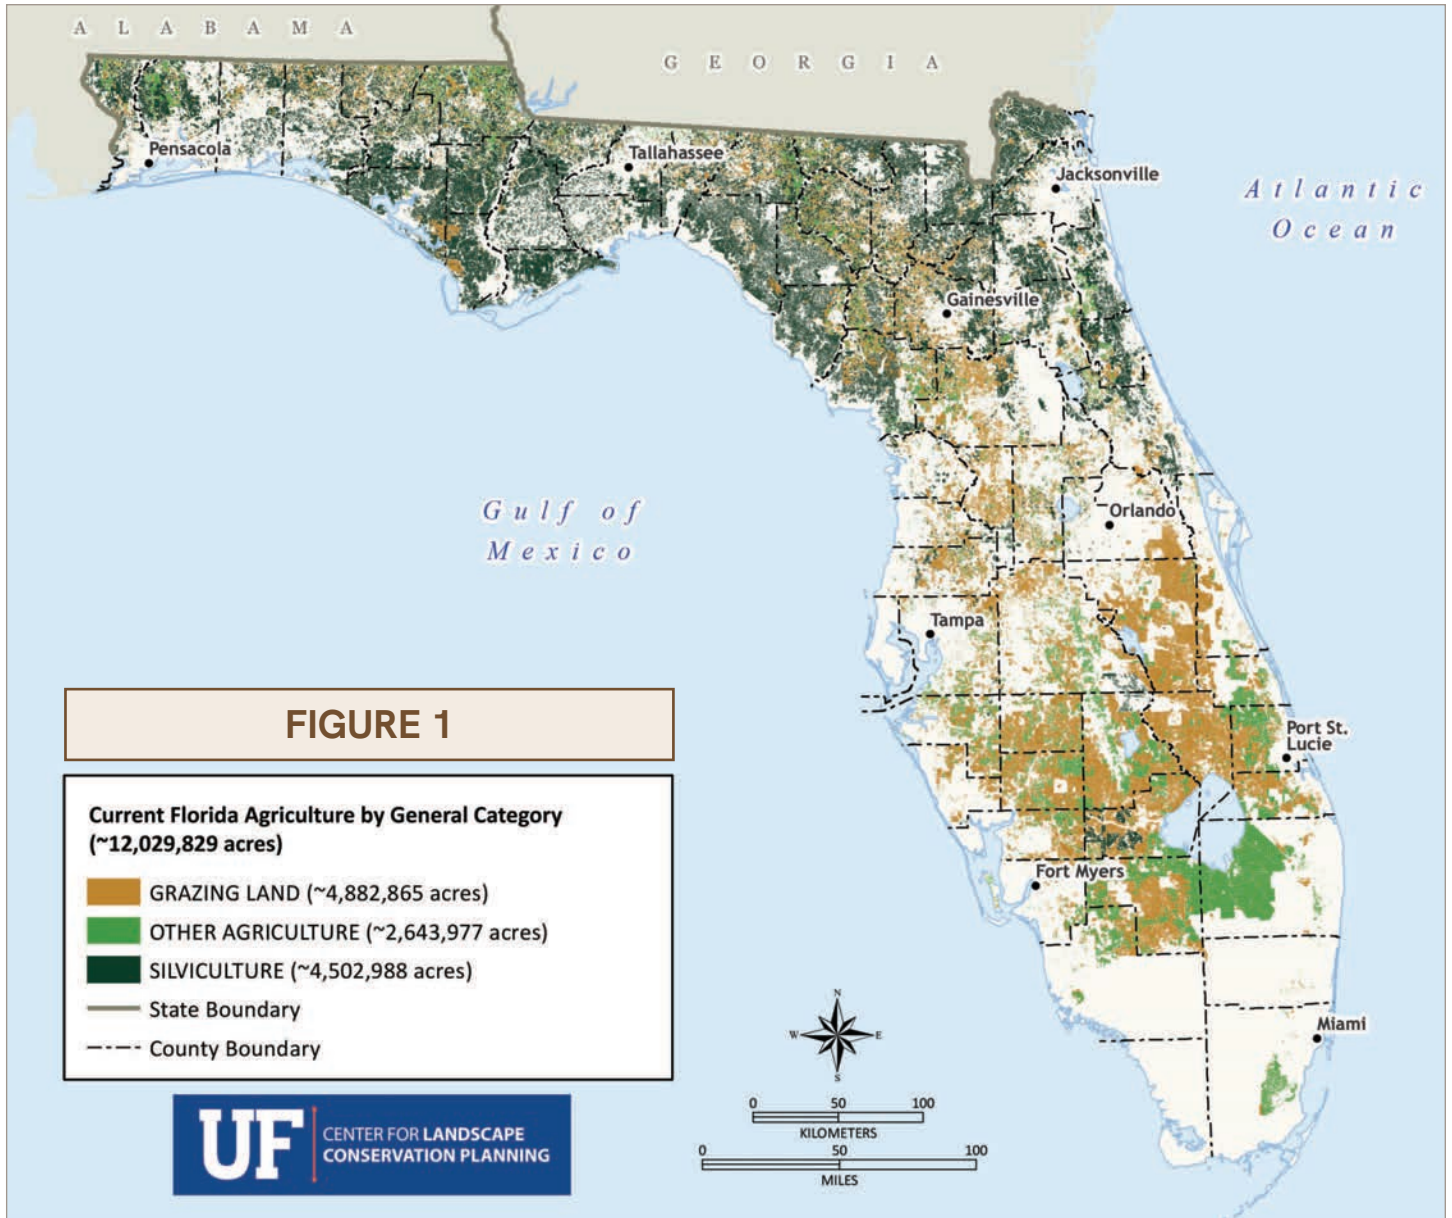 A L A B A M A
G E O R G I A
Pensacola
Tallahassee
Jacksonville
Atlantic
Ocean
Gainesville
Gulf of
Mexico
Orlando
Tampa
Port St.
Lucie
Fort Myers
Miami
FIGURE 1
Current Florida Agriculture by General Category
(~12,029,829 acres)
GRAZING LAND (~4,882,865 acres)
OTHER AGRICULTURE (~2,643,977 acres)
SILVICULTURE (~4,502,988 acres)
State Boundary
County Boundary
N
W E
S
0 50 100
KILOMETERS
0 50 100
MILES
UF
CENTER FOR LANDSCAPE
CONSERVATION PLANNING